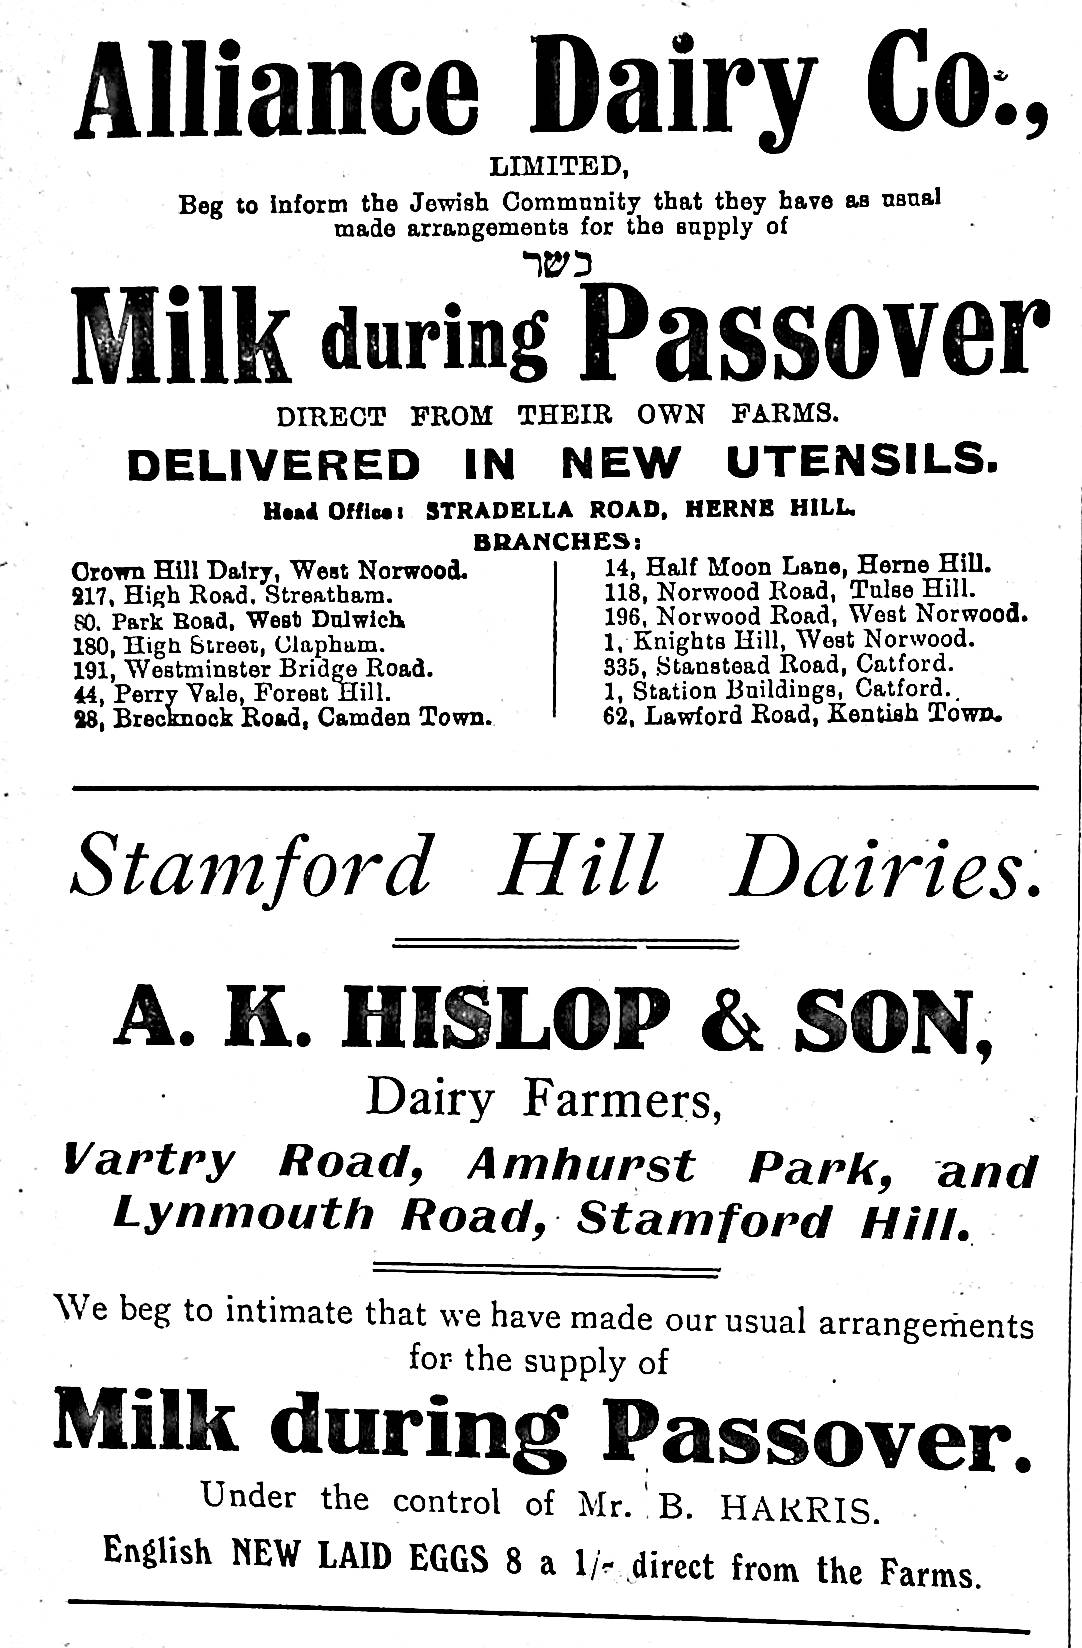 Alliance Dairy Co.,
LIMITED,
Beg to inform the Jewish Community that they have as usual
made arrangements for the supply of
כשר
Milk during Passover
DIRECT FROM THEIR OWN FARMS.
DELIVERED IN NEW UTENSILS.
Head Office: STRADELLA ROAD, HERNE HILL.
BRANCHES:
Crown Hill Dairy, West Norwood.
217, High Road, Streatham.
80, Park Road, West Dulwich
180, High Street, Clapham.
191, Westminster Bridge Road.
44, Perry Vale, Forest Hill.
28, Brecknock Road, Camden Town.
14, Half Moon Lane, Herne Hill.
118, Norwood Road, Tulse Hill.
196, Norwood Road, West Norwood.
1, Knights Hill, West Norwood.
335, Stanstead Road, Catford.
1, Station Buildings, Catford.
62, Lawford Road, Kentish Town.
Stamford Hill Dairies.
A. K. HISLOP & SON,
Dairy Farmers,
Vartry Road, Amhurst Park, and
Lynmouth Road, Stamford Hill.
We beg to intimate that we have made our usual arrangements
for the supply of
Milk during Passover.
Under the control of Mr. B. HARRIS.
English NEW LAID EGGS 8 a 1/- direct from the Farms.